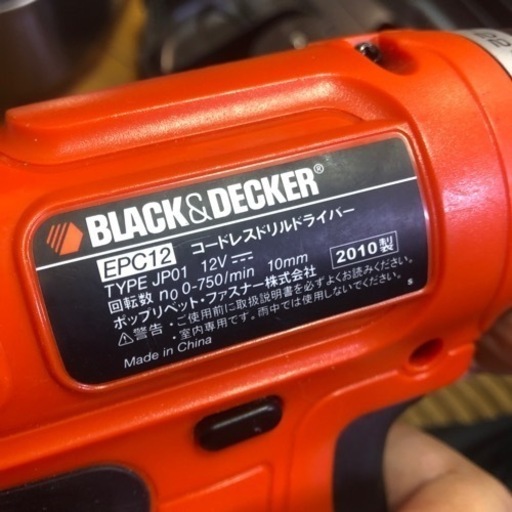 BLACK&DECKER®
EPC12 コードレスドリルドライバー
TYPE JP01 12V ⎓ 2010製
回転数 n₀ 0-750/min 10mm
ポップリベット・ファスナー株式会社
⚠警告:・ご使用前に取扱説明書を必ずよくお読みください。
・室内専用です。雨中では使用しないでください。
Made in China
s